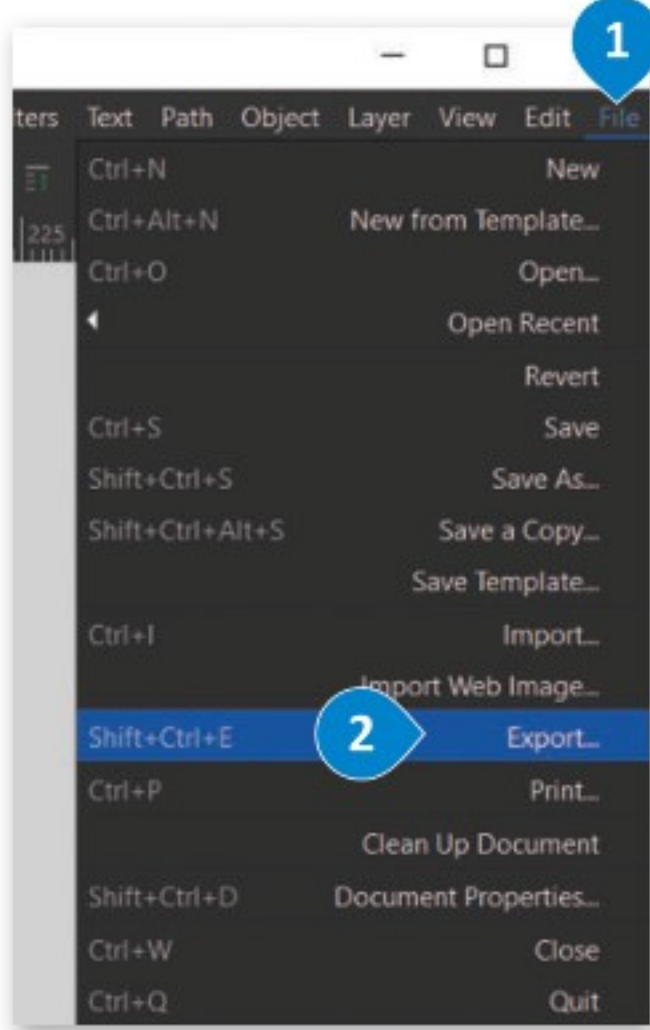 1
ters Text Path Object Layer View Edit File
Ctrl+N New
225
Ctrl+Alt+N New from Template...
Ctrl+O Open...
Open Recent
Revert
Ctrl+S Save
Shift+Ctrl+S Save As...
Shift+Ctrl+Alt+S Save a Copy...
Save Template...
Ctrl+I Import...
Import Web Image...
Shift+Ctrl+E 2 Export...
Ctrl+P Print...
Clean Up Document
Shift+Ctrl+D Document Properties...
Ctrl+W Close
Ctrl+Q Quit